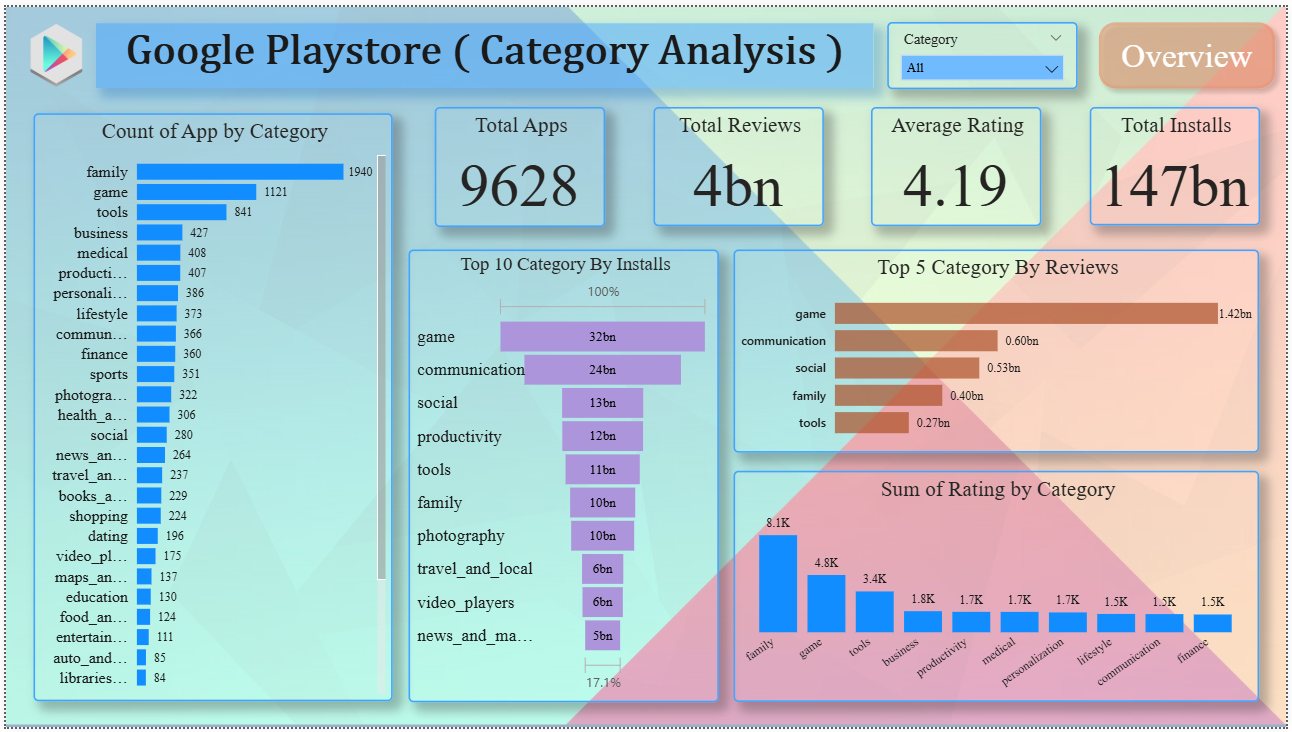 Google Playstore ( Category Analysis )
Category
All
Overview
Count of App by Category
family 1940
game 1121
tools 841
business 427
medical 408
producti... 407
personali... 386
lifestyle 373
commun... 366
finance 360
sports 351
photogra... 322
health_a... 306
social 280
news_an... 264
travel_an... 237
books_a... 229
shopping 224
dating 196
video_pl... 175
maps_an... 137
education 130
food_an... 124
entertain... 111
auto_and... 85
libraries... 84
Total Apps
9628
Total Reviews
4bn
Average Rating
4.19
Total Installs
147bn
Top 10 Category By Installs
100%
game 32bn
communication 24bn
social 13bn
productivity 12bn
tools 11bn
family 10bn
photography 10bn
travel_and_local 6bn
video_players 6bn
news_and_ma... 5bn
17.1%
Top 5 Category By Reviews
game 1.42bn
communication 0.60bn
social 0.53bn
family 0.40bn
tools 0.27bn
Sum of Rating by Category
8.1K 4.8K 3.4K 1.8K 1.7K 1.7K 1.7K 1.5K 1.5K 1.5K
family game tools business productivity medical personalization lifestyle communication finance